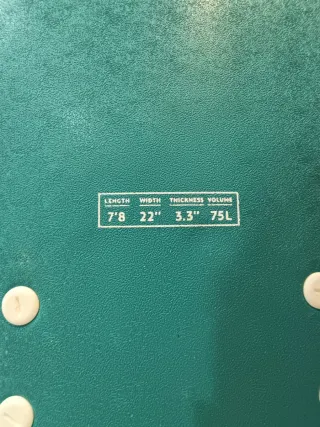 LENGTH WIDTH THICKNESS VOLUME
7'8 22" 3.3" 75L